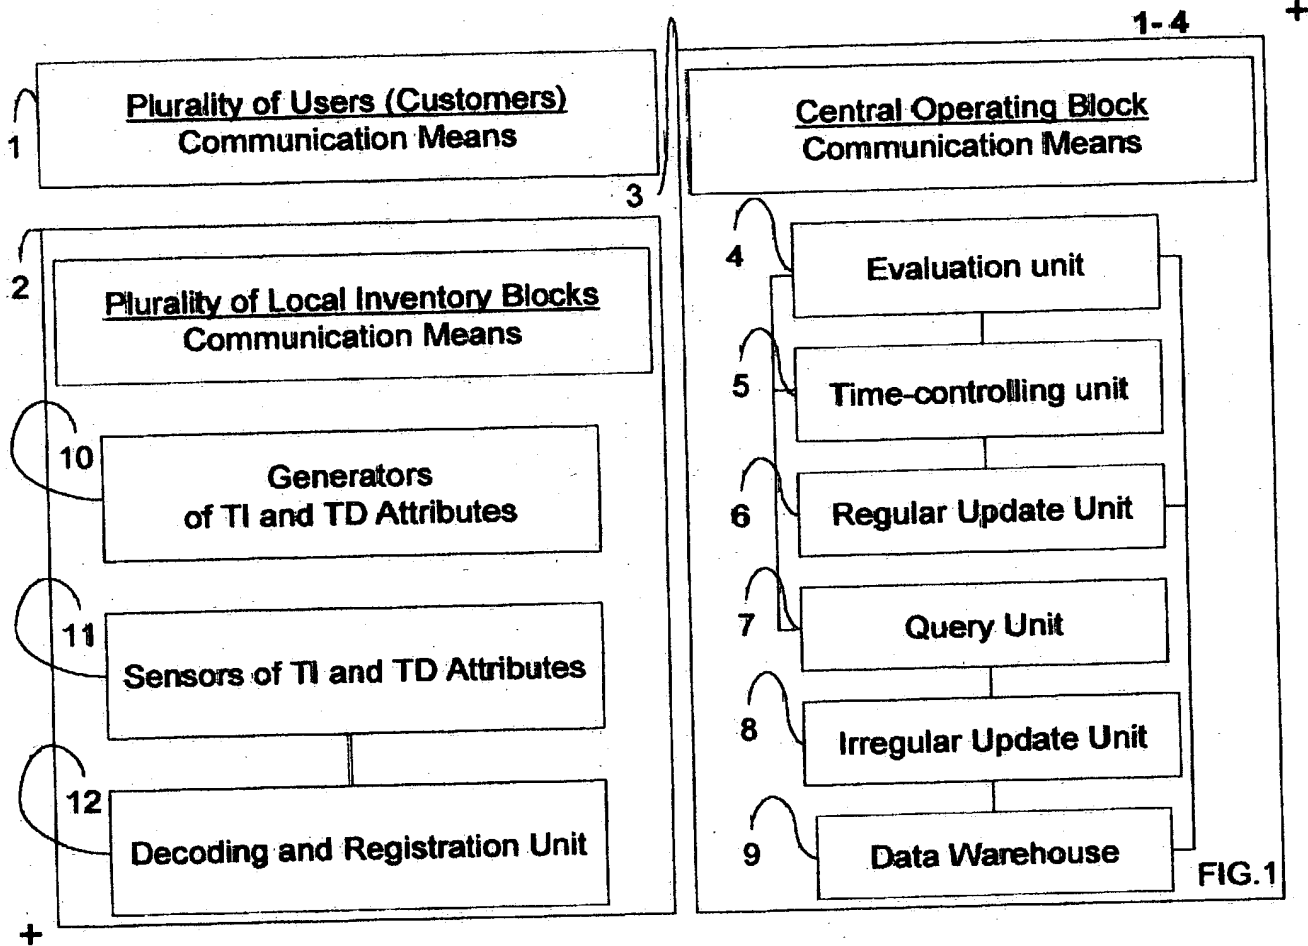 1-4
1
Plurality of Users (Customers)
Communication Means
3
2
Plurality of Local Inventory Blocks
Communication Means
10
Generators
of TI and TD Attributes
11
Sensors of TI and TD Attributes
12
Decoding and Registration Unit
Central Operating Block
Communication Means
4
Evaluation unit
5
Time-controlling unit
6
Regular Update Unit
7
Query Unit
8
Irregular Update Unit
9
Data Warehouse
FIG.1